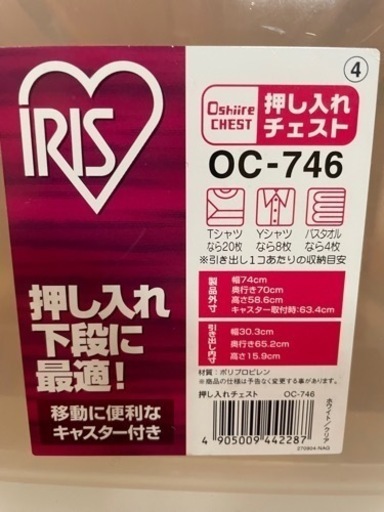 ④
IRIS
Oshiire
CHEST
押し入れ
チェスト
OC-746
Tシャツ
なら20枚
Yシャツ
なら8枚
バスタオル
なら4枚
※引き出し1コあたりの収納目安
製品外寸
幅74cm
奥行き70cm
高さ58.6cm
キャスター取付時:63.4cm
引き出し内寸
幅30.3cm
奥行き65.2cm
高さ15.9cm
材質:ポリプロピレン
※商品の仕様は予告なく変更する事があります。
押し入れチェスト OC-746
4 905009 442287
ホワイト/クリア
E70804-NAG
押し入れ
下段に
最適!
移動に便利な
キャスター付き